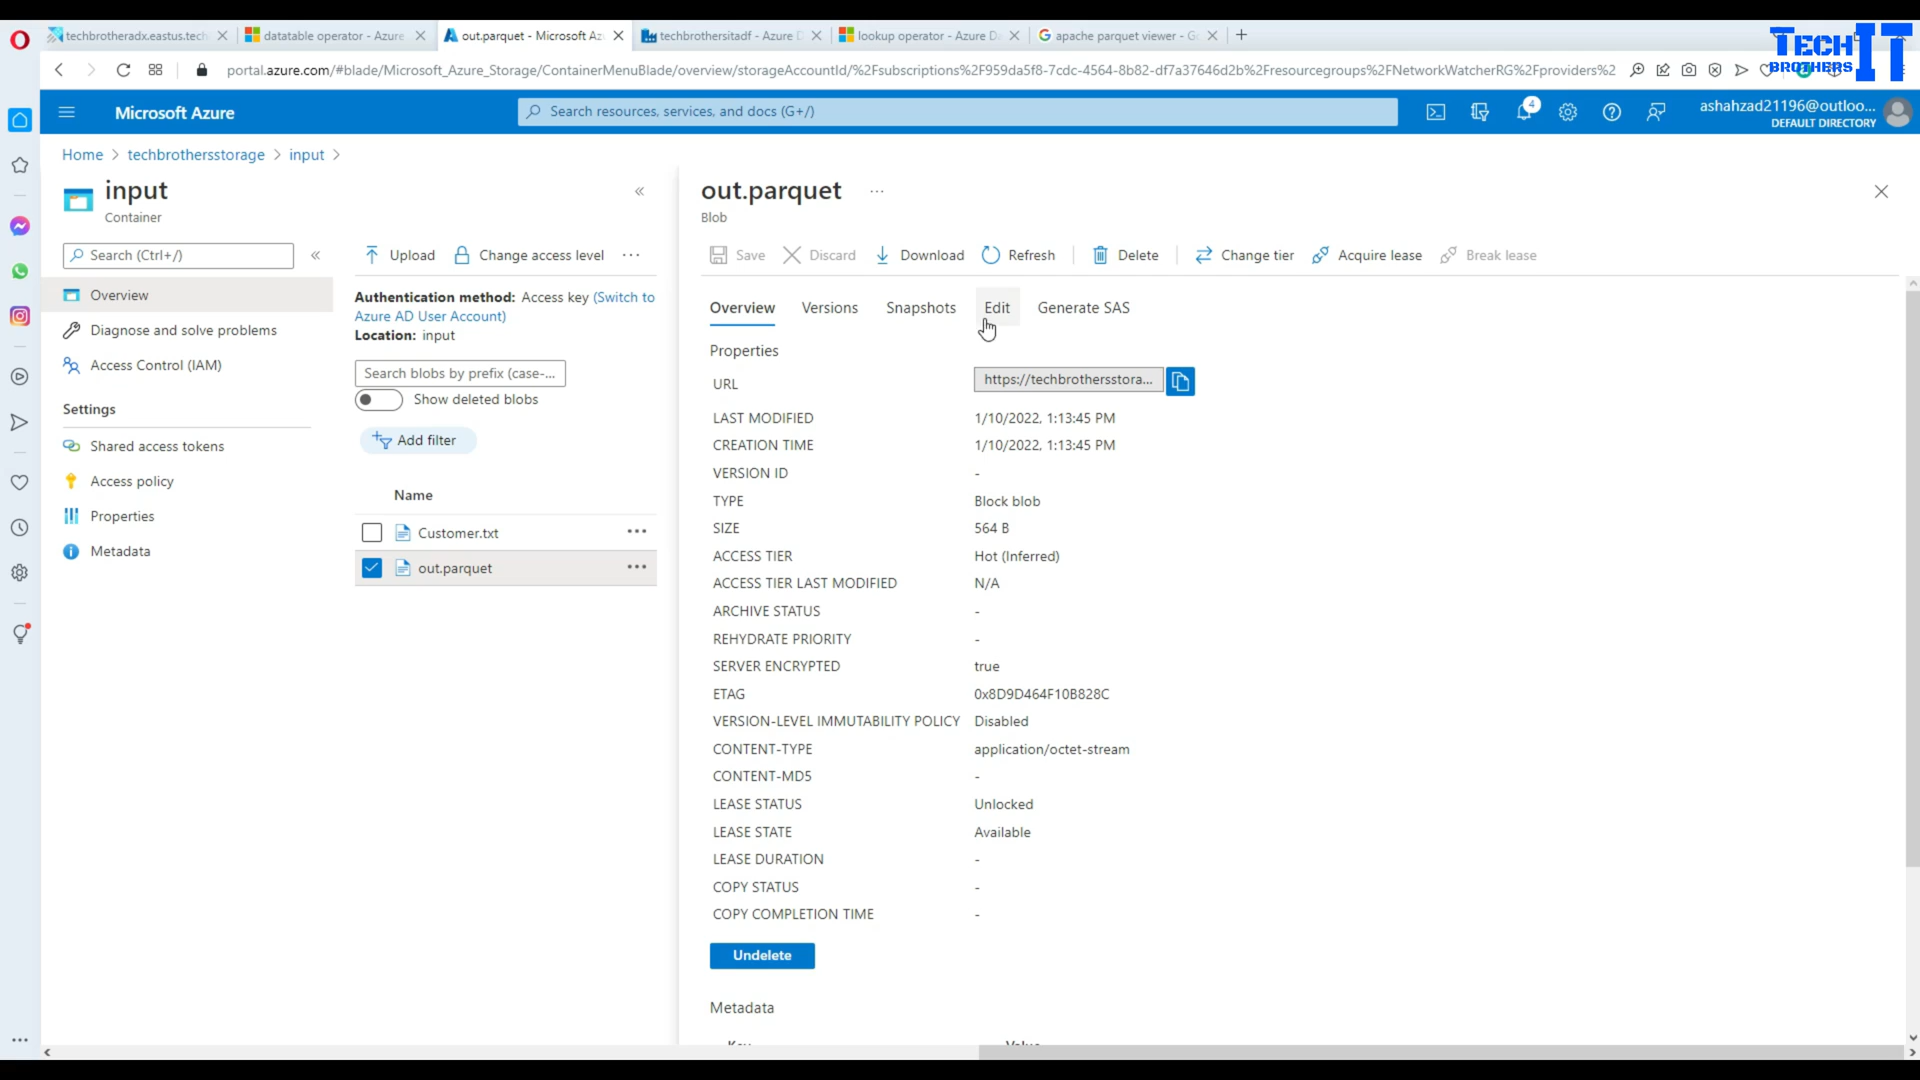 techbrotheradx.eastus.tech
datatable operator - Azure
out.parquet - Microsoft Az
techbrothersitadf - Azure D
lookup operator - Azure Da
apache parquet viewer - Go
TECH IT
BROTHERS
portal.azure.com/#blade/Microsoft_Azure_Storage/ContainerMenuBlade/overview/storageAccountId/%2Fsubscriptions%2F959da5f8-7cdc-4564-8b82-df7a37646d2b%2Fresourcegroups%2FNetworkWatcherRG%2Fproviders%2
Microsoft Azure
Search resources, services, and docs (G+/)
4
ashahzad21196@outloo...
DEFAULT DIRECTORY
Home > techbrothersstorage > input >
input
Container
Search (Ctrl+/)
Overview
Diagnose and solve problems
Access Control (IAM)
Settings
Shared access tokens
Access policy
Properties
Metadata
Upload
Change access level
Authentication method: Access key (Switch to
Azure AD User Account)
Location: input
Search blobs by prefix (case-...
Show deleted blobs
Add filter
Name
Customer.txt
out.parquet
out.parquet
Blob
Save
Discard
Download
Refresh
Delete
Change tier
Acquire lease
Break lease
Overview
Versions
Snapshots
Edit
Generate SAS
Properties
URL https://techbrothersstora...
LAST MODIFIED 1/10/2022, 1:13:45 PM
CREATION TIME 1/10/2022, 1:13:45 PM
VERSION ID -
TYPE Block blob
SIZE 564 B
ACCESS TIER Hot (Inferred)
ACCESS TIER LAST MODIFIED N/A
ARCHIVE STATUS -
REHYDRATE PRIORITY -
SERVER ENCRYPTED true
ETAG 0x8D9D464F10B828C
VERSION-LEVEL IMMUTABILITY POLICY Disabled
CONTENT-TYPE application/octet-stream
CONTENT-MD5 -
LEASE STATUS Unlocked
LEASE STATE Available
LEASE DURATION -
COPY STATUS -
COPY COMPLETION TIME -
Undelete
Metadata
Key Value